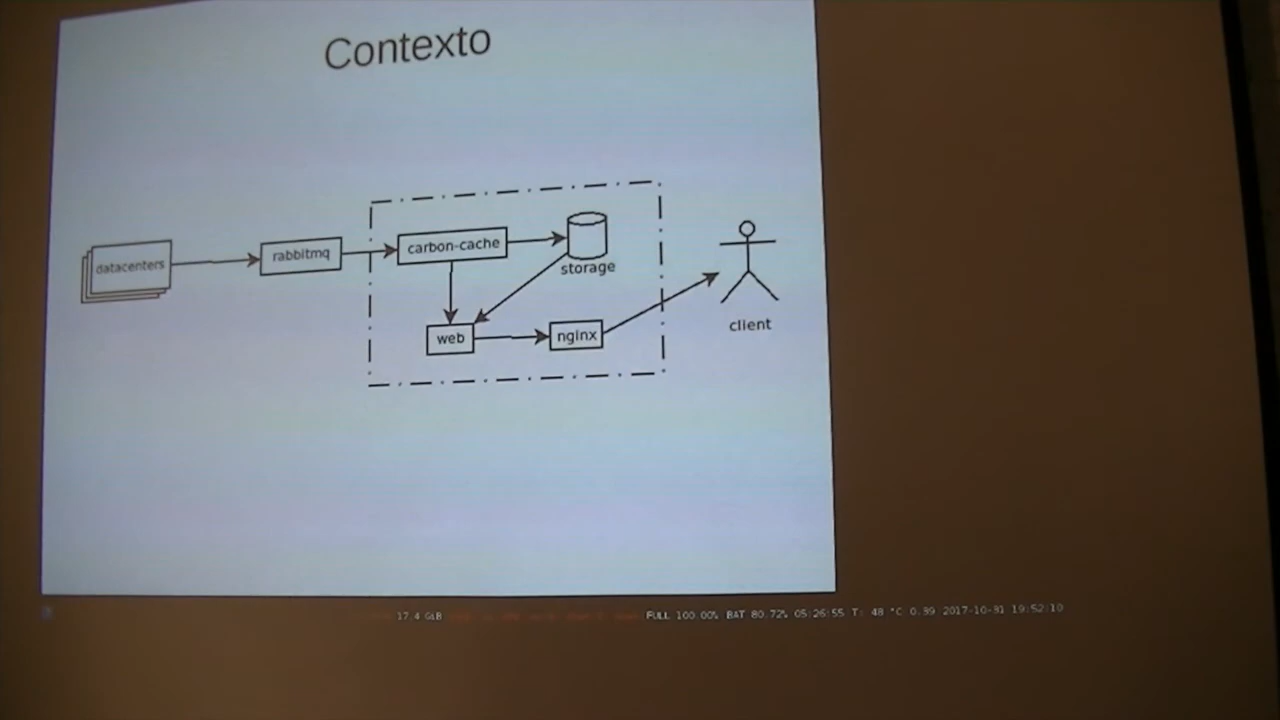 Contexto
datacenters
rabbitmq
carbon-cache
storage
web
nginx
client
17.4 GiB
FULL 100.00% BAT 80.72% 05:26:55 T: 48 °C 0.39 2017-10-31 19:52:10